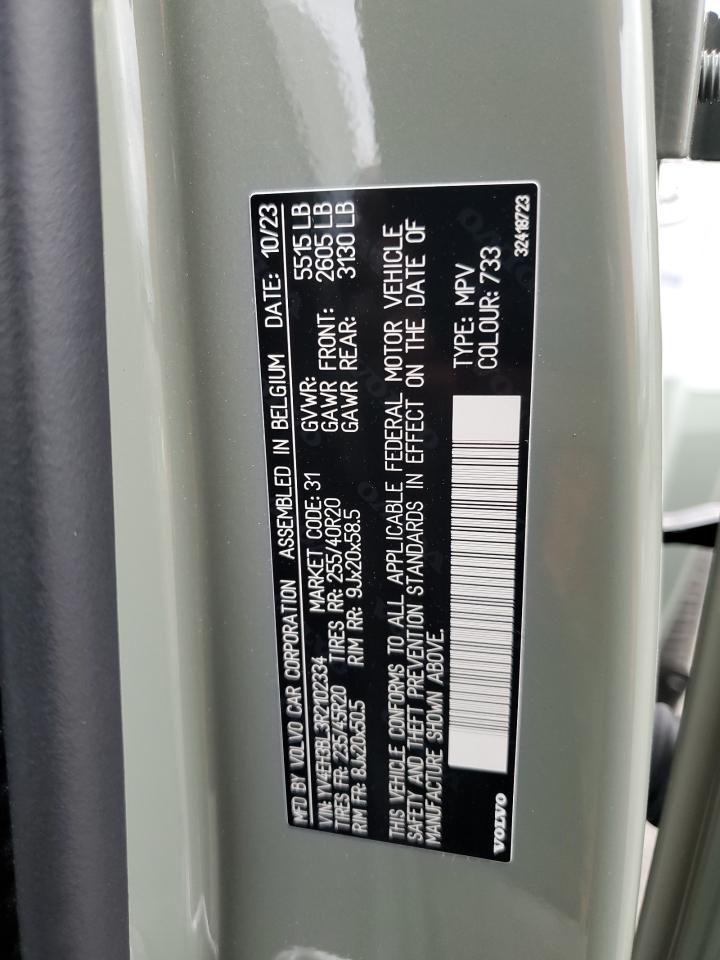 MFD BY VOLVO CAR CORPORATION ASSEMBLED IN BELGIUM DATE: 10/23
VIN: YV4EF3BL3R2102334 MARKET CODE: 31 GVWR: 5515 LB
TIRES FR: 235/45R20 TIRES RR: 255/40R20 GAWR FRONT: 2605 LB
RIM FR: 8Jx20x50.5 RIM RR: 9Jx20x58.5 GAWR REAR: 3130 LB
THIS VEHICLE CONFORMS TO ALL APPLICABLE FEDERAL MOTOR VEHICLE
SAFETY AND THEFT PREVENTION STANDARDS IN EFFECT ON THE DATE OF
MANUFACTURE SHOWN ABOVE.
TYPE: MPV
COLOUR: 733
VOLVO
32418723